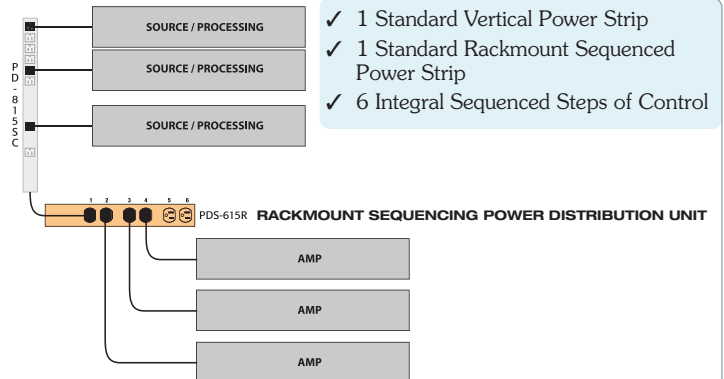 SOURCE / PROCESSING
SOURCE / PROCESSING
SOURCE / PROCESSING
PD-815SC
✓ 1 Standard Vertical Power Strip
✓ 1 Standard Rackmount Sequenced
Power Strip
✓ 6 Integral Sequenced Steps of Control
1 2 3 4 5 6
PDS-615R RACKMOUNT SEQUENCING POWER DISTRIBUTION UNIT
AMP
AMP
AMP